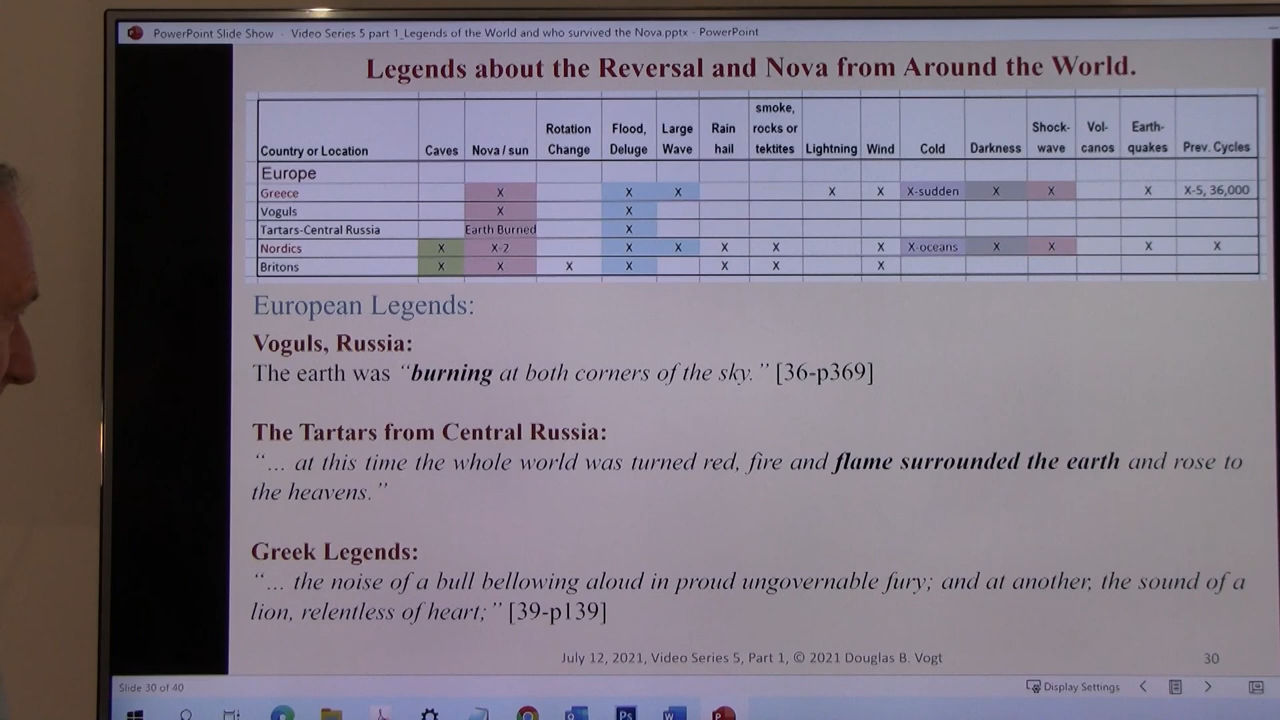 PowerPoint Slide Show - Video Series 5 part 1_Legends of the World and who survived the Nova.pptx - PowerPoint
Legends about the Reversal and Nova from Around the World.
Country or Location Caves Nova / sun Rotation Change Flood, Deluge Large Wave Rain hail smoke, rocks or tektites Lightning Wind Cold Darkness Shock-wave Vol-canos Earth-quakes Prev. Cycles
Europe
Greece X X X X X X-sudden X X X X-5, 36,000
Voguls X X
Tartars-Central Russia Earth Burned X
Nordics X X-2 X X X X X X-oceans X X X X
Britons X X X X X X X
European Legends:
Voguls, Russia:
The earth was “burning at both corners of the sky.” [36-p369]
The Tartars from Central Russia:
“... at this time the whole world was turned red, fire and flame surrounded the earth and rose to
the heavens.”
Greek Legends:
“... the noise of a bull bellowing aloud in proud ungovernable fury; and at another, the sound of a
lion, relentless of heart;” [39-p139]
July 12, 2021, Video Series 5, Part 1, © 2021 Douglas B. Vogt 30
Slide 30 of 40 Display Settings